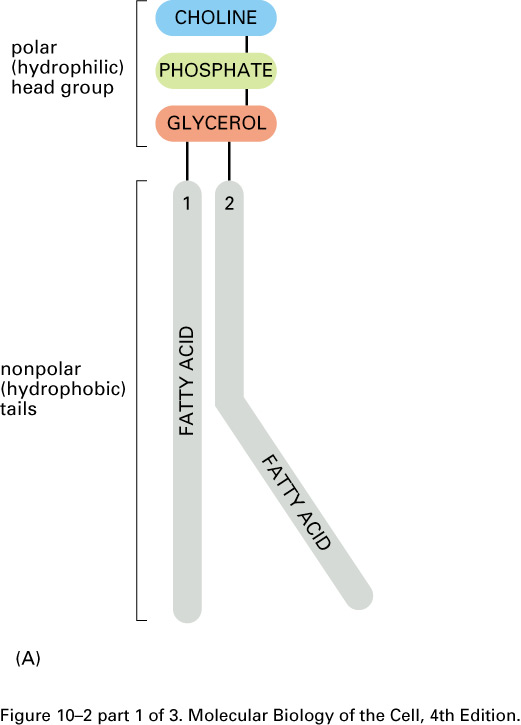 CHOLINE
polar
(hydrophilic)
head group
PHOSPHATE
GLYCEROL
1
2
nonpolar
(hydrophobic)
tails
FATTY ACID
FATTY ACID
(A)
Figure 10–2 part 1 of 3. Molecular Biology of the Cell, 4th Edition.